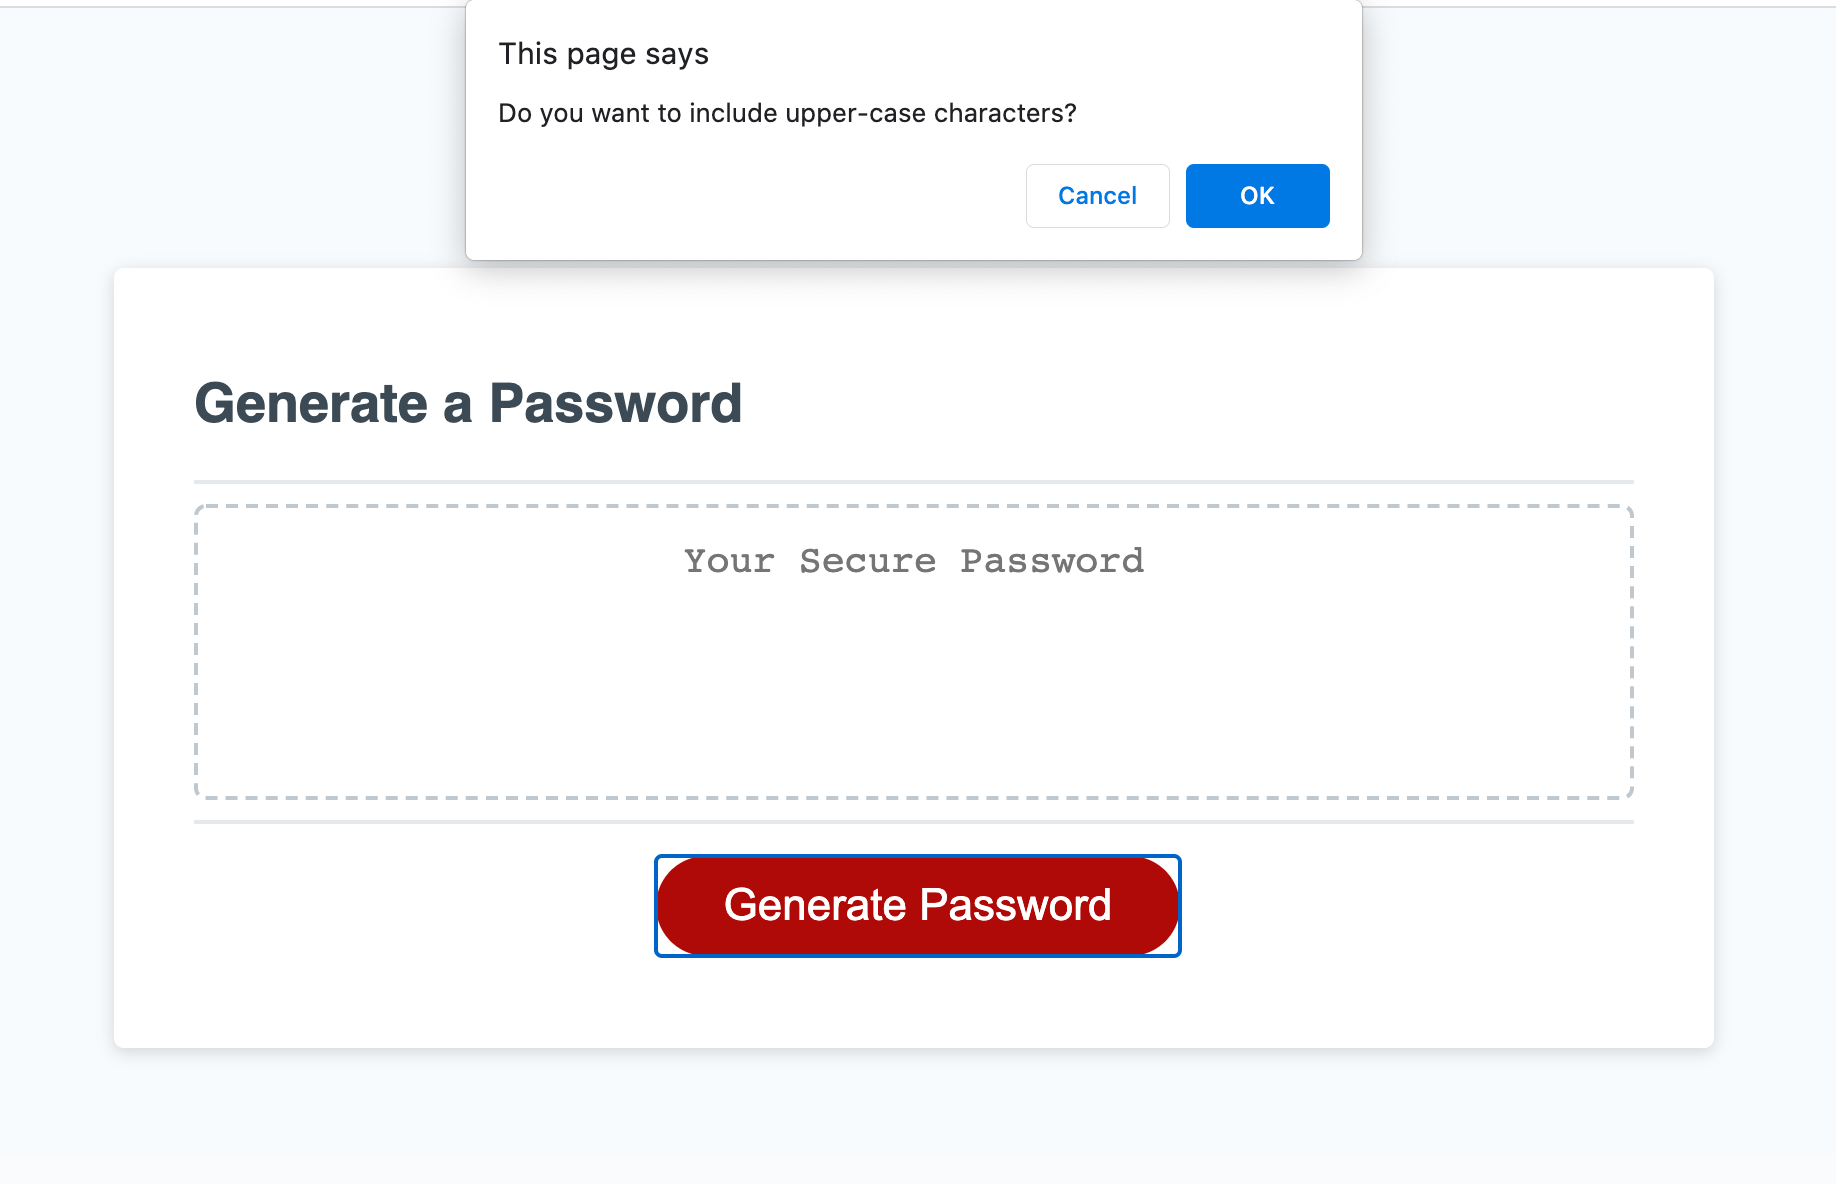 This page says
Do you want to include upper-case characters?
Cancel OK
Generate a Password
Your Secure Password
Generate Password